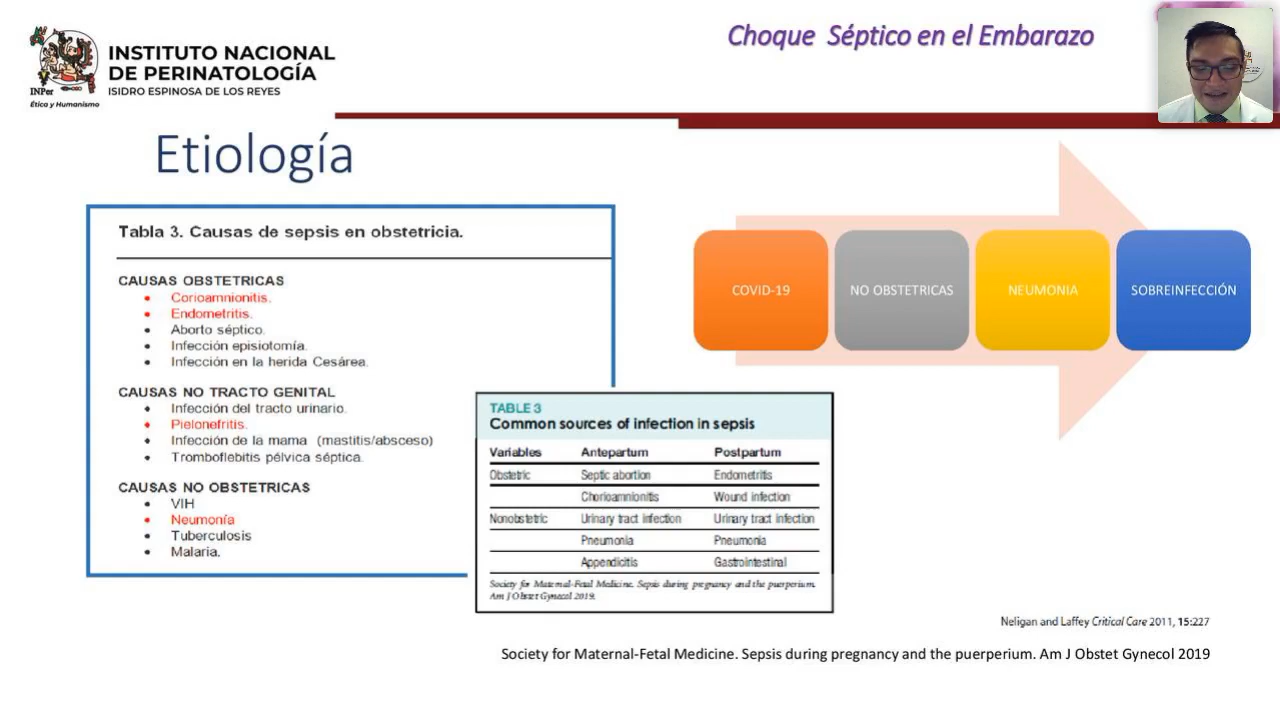 INSTITUTO NACIONAL
DE PERINATOLOGÍA
ISIDRO ESPINOSA DE LOS REYES
INPer
Ética y Humanismo
Choque Séptico en el Embarazo
Etiología
Tabla 3. Causas de sepsis en obstetricia.
CAUSAS OBSTETRICAS
• Corioamnionitis.
• Endometritis.
• Aborto séptico.
• Infección episiotomía.
• Infección en la herida Cesárea.
CAUSAS NO TRACTO GENITAL
• Infección del tracto urinario.
• Pielonefritis.
• Infección de la mama (mastitis/absceso)
• Tromboflebitis pélvica séptica.
CAUSAS NO OBSTETRICAS
• VIH
• Neumonía
• Tuberculosis
• Malaria.
TABLE 3
Common sources of infection in sepsis
Variables Antepartum Postpartum
Obstetric Septic abortion Endometritis
Chorioamnionitis Wound infection
Nonobstetric Urinary tract infection Urinary tract infection
Pneumonia Pneumonia
Appendicitis Gastrointestinal
Society for Maternal-Fetal Medicine. Sepsis during pregnancy and the puerperium.
Am J Obstet Gynecol 2019.
COVID-19
NO OBSTETRICAS
NEUMONIA
SOBREINFECCIÓN
Neligan and Laffey Critical Care 2011, 15:227
Society for Maternal-Fetal Medicine. Sepsis during pregnancy and the puerperium. Am J Obstet Gynecol 2019